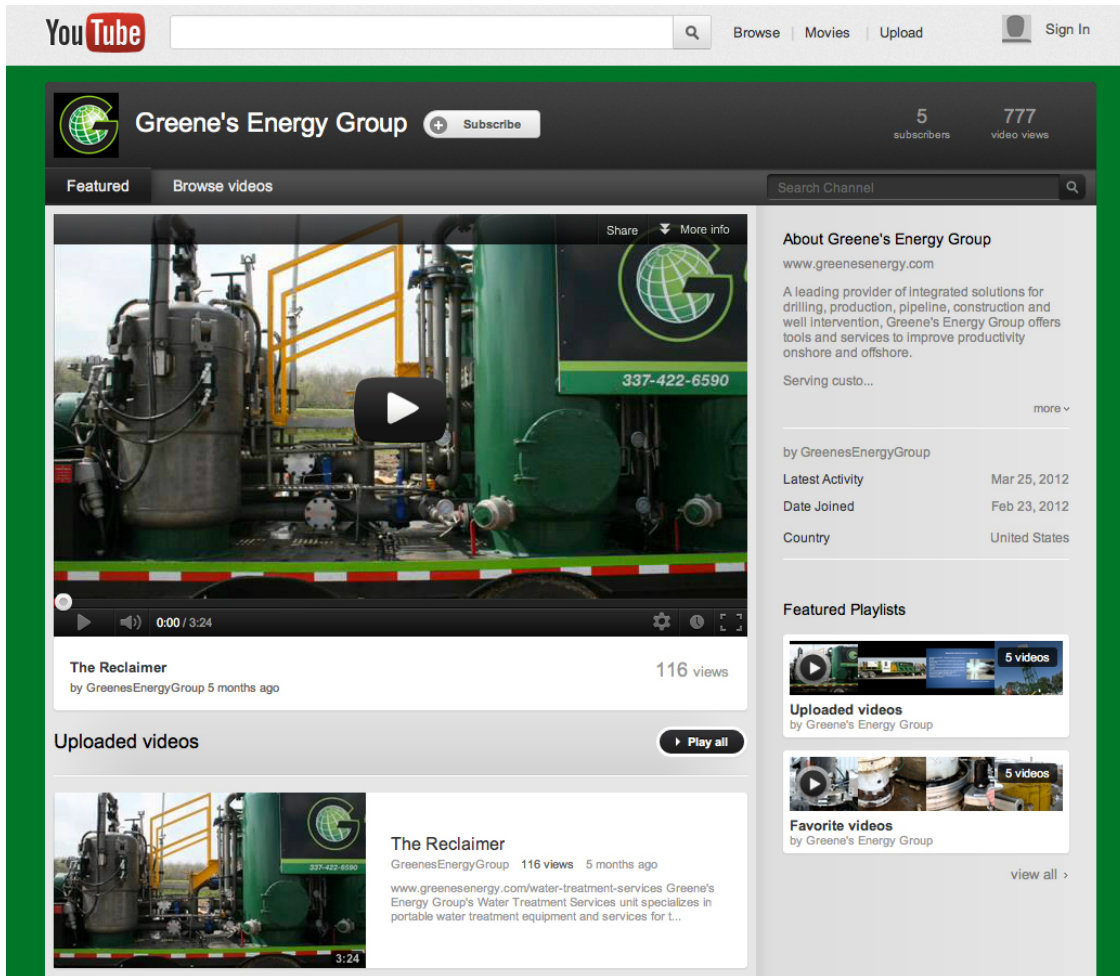 YouTube
Browse | Movies | Upload
Sign In
Greene's Energy Group
Subscribe
5
subscribers
777
video views
Featured
Browse videos
Search Channel
Share
More info
G
337-422-6590
0:00 / 3:24
The Reclaimer
by GreenesEnergyGroup 5 months ago
116 views
Uploaded videos
Play all
G
337-422-6590
3:24
The Reclaimer
GreenesEnergyGroup 116 views 5 months ago
www.greenesenergy.com/water-treatment-services Greene's
Energy Group's Water Treatment Services unit specializes in
portable water treatment equipment and services for t...
About Greene's Energy Group
www.greenesenergy.com
A leading provider of integrated solutions for
drilling, production, pipeline, construction and
well intervention, Greene's Energy Group offers
tools and services to improve productivity
onshore and offshore.
Serving custo...
more
by GreenesEnergyGroup
Latest Activity Mar 25, 2012
Date Joined Feb 23, 2012
Country United States
Featured Playlists
5 videos
Uploaded videos
by Greene's Energy Group
5 videos
Favorite videos
by Greene's Energy Group
view all ›